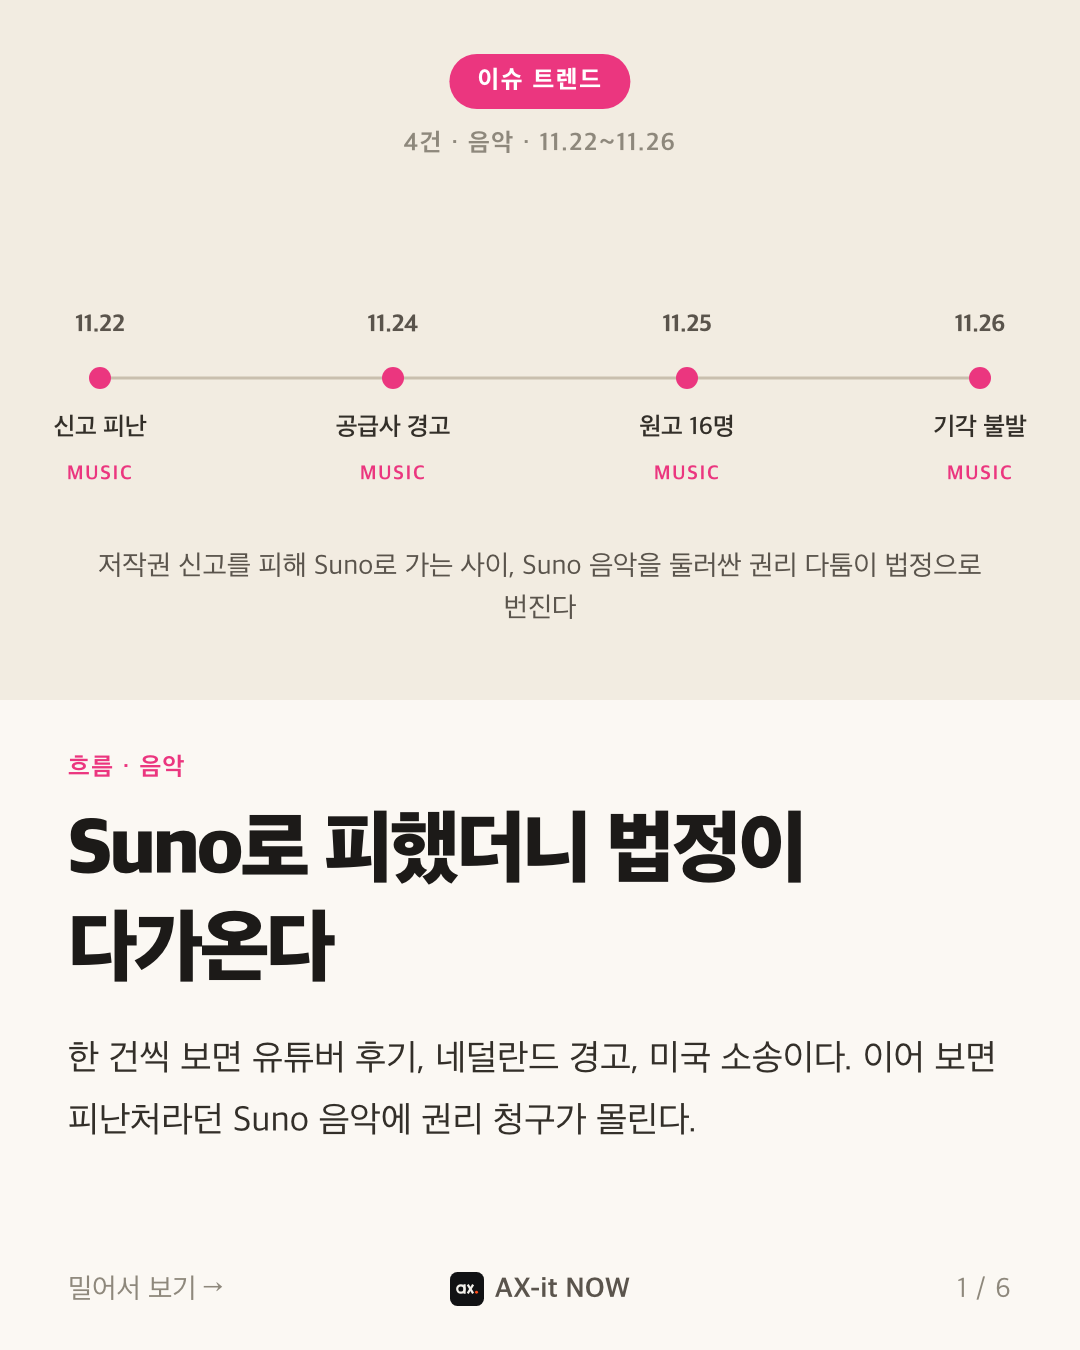 이슈 트렌드
4건 · 음악 · 11.22~11.26
11.22
11.24
11.25
11.26
신고 피난
공급사 경고
원고 16명
기각 불발
MUSIC
MUSIC
MUSIC
MUSIC
저작권 신고를 피해 Suno로 가는 사이, Suno 음악을 둘러싼 권리 다툼이 법정으로
번진다
흐름 · 음악
Suno로 피했더니 법정이
다가온다
한 건씩 보면 유튜버 후기, 네덜란드 경고, 미국 소송이다. 이어 보면
피난처라던 Suno 음악에 권리 청구가 몰린다.
밀어서 보기 →
ax.
AX-it NOW
1 / 6